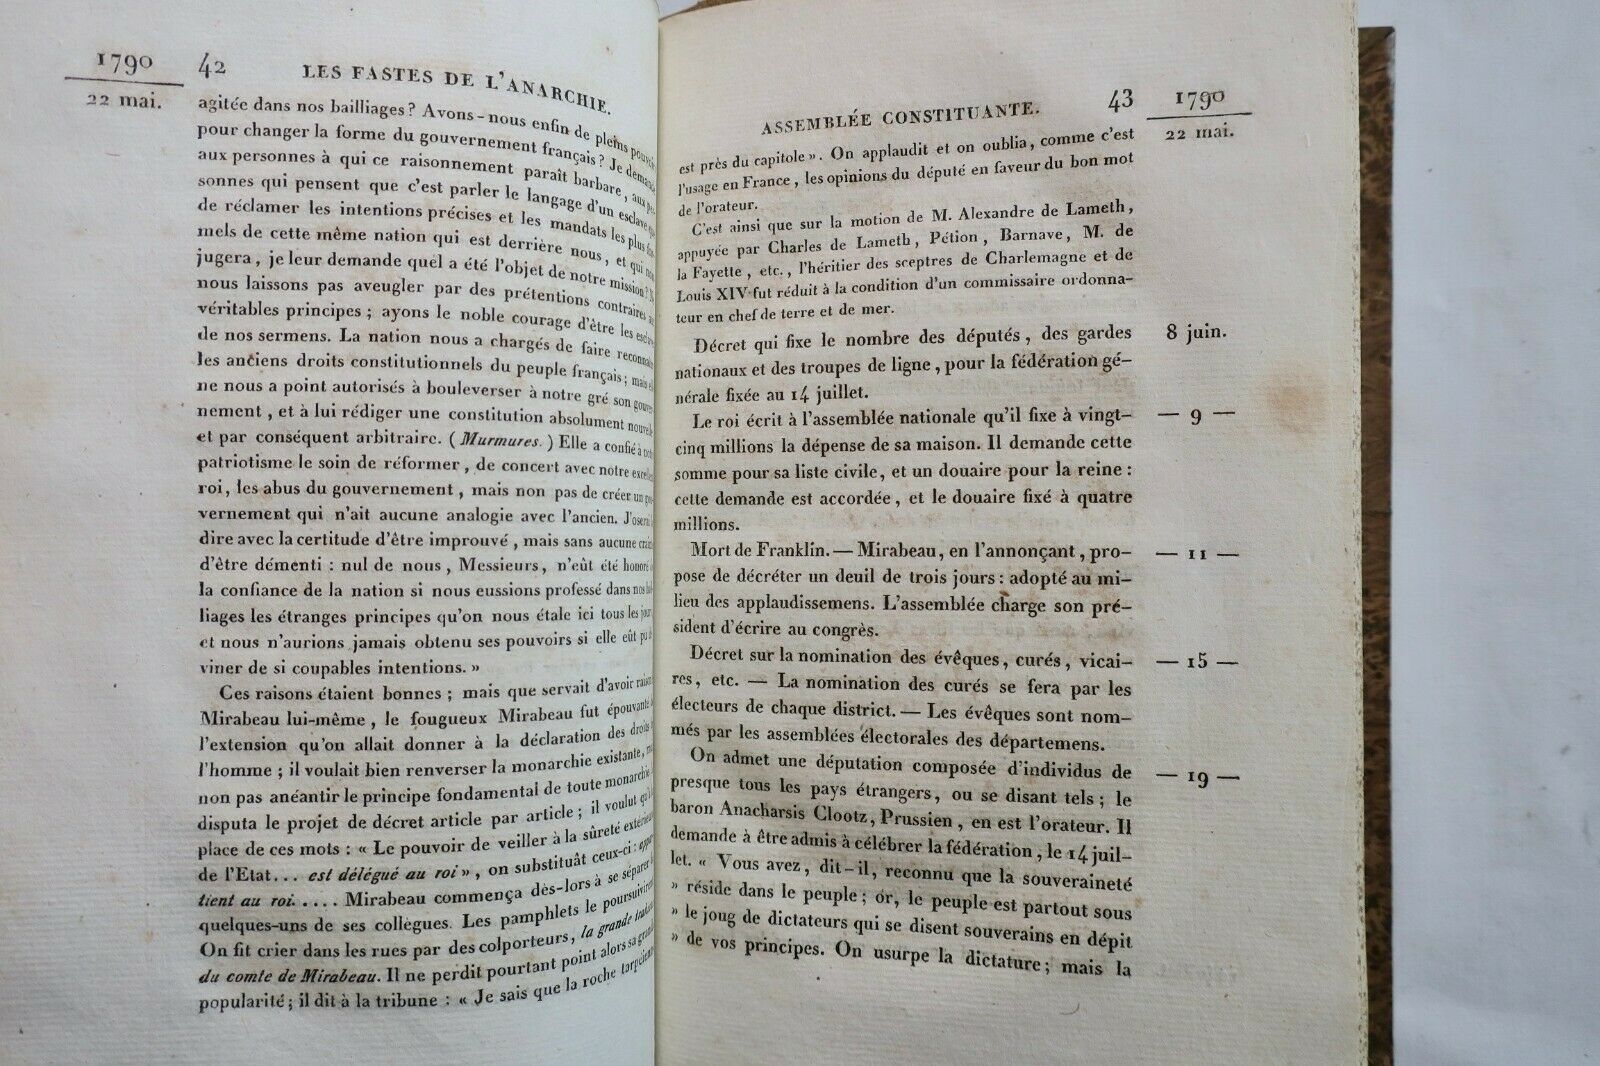 1790
22 mai.
42 LES FASTES DE L'ANARCHIE.
agitée dans nos bailliages? Avons-nous enfin de pleins pouvoirs
pour changer la forme du gouvernement français? Je demande
aux personnes à qui ce raisonnement paraît barbare, aux per-
sonnes qui pensent que c'est parler le langage d'un esclave que
de réclamer les intentions précises et les mandats les plus
mels de cette même nation qui est derrière nous, et qui nous
jugera, je leur demande quel a été l'objet de notre mission?
nous laissons pas aveugler par des prétentions contraires aux
véritables principes; ayons le noble courage d'être les
de nos sermens. La nation nous a chargés de faire reconnaître
les anciens droits constitutionnels du peuple français; mais
ne nous a point autorisés à bouleverser à notre gré son gouver-
nement, et à lui rédiger une constitution absolument nouvelle
et par conséquent arbitraire. (Murmures.) Elle a confié à
patriotisme le soin de réformer, de concert avec notre excellent
roi, les abus du gouvernement, mais non pas de créer un gou-
vernement qui n'ait aucune analogie avec l'ancien. J'oserai
dire avec la certitude d'être improuvé, mais sans aucune crainte
d'être démenti : nul de nous, Messieurs, n'eût été honoré
la confiance de la nation si nous eussions professé dans nos
liages les étranges principes qu'on nous étale ici tous les jours
et nous n'aurions jamais obtenu ses pouvoirs si elle eût pu
viner de si coupables intentions. »
Ces raisons étaient bonnes; mais que servait d'avoir raison
Mirabeau lui-même, le fougueux Mirabeau fut épouvanté
l'extension qu'on allait donner à la déclaration des droits
l'homme; il voulait bien renverser la monarchie existante,
non pas anéantir le principe fondamental de toute monarchie
disputa le projet de décret article par article; il voulut
place de ces mots : « Le pouvoir de veiller à la sûreté extérieure
de l'Etat... est délégué au roi », on substituât ceux-ci :
tient au roi..... Mirabeau commença dès-lors à se séparer
quelques-uns de ses collègues. Les pamphlets le poursuivirent
On fit crier dans les rues par des colporteurs, la grande trahison
du comte de Mirabeau. Il ne perdit pourtant point alors sa grande
popularité; il dit à la tribune : « Je sais que la roche tarpéienne
ASSEMBLÉE CONSTITUANTE. 43
1790
22 mai.
est près du capitole ». On applaudit et on oublia, comme c'est
l'usage en France, les opinions du député en faveur du bon mot
de l'orateur.
C'est ainsi que sur la motion de M. Alexandre de Lameth,
appuyée par Charles de Lameth, Pétion, Barnave, M. de
la Fayette, etc., l'héritier des sceptres de Charlemagne et de
Louis XIV fut réduit à la condition d'un commissaire ordonna-
teur en chef de terre et de mer.
Décret qui fixe le nombre des députés, des gardes 8 juin.
nationaux et des troupes de ligne, pour la fédération gé-
nérale fixée au 14 juillet.
Le roi écrit à l'assemblée nationale qu'il fixe à vingt- — 9 —
cinq millions la dépense de sa maison. Il demande cette
somme pour sa liste civile, et un douaire pour la reine :
cette demande est accordée, et le douaire fixé à quatre
millions.
Mort de Franklin. — Mirabeau, en l'annonçant, pro- — 11 —
pose de décréter un deuil de trois jours : adopté au mi-
lieu des applaudissemens. L'assemblée charge son pré-
sident d'écrire au congrès.
Décret sur la nomination des évêques, curés, vicai- — 15 —
res, etc. — La nomination des curés se fera par les
électeurs de chaque district. — Les évêques sont nom-
més par les assemblées électorales des départemens.
On admet une députation composée d'individus de — 19 —
presque tous les pays étrangers, ou se disant tels; le
baron Anacharsis Clootz, Prussien, en est l'orateur. Il
demande à être admis à célébrer la fédération, le 14 juil-
let. « Vous avez, dit-il, reconnu que la souveraineté
» réside dans le peuple; or, le peuple est partout sous
» le joug de dictateurs qui se disent souverains en dépit
» de vos principes. On usurpe la dictature; mais la